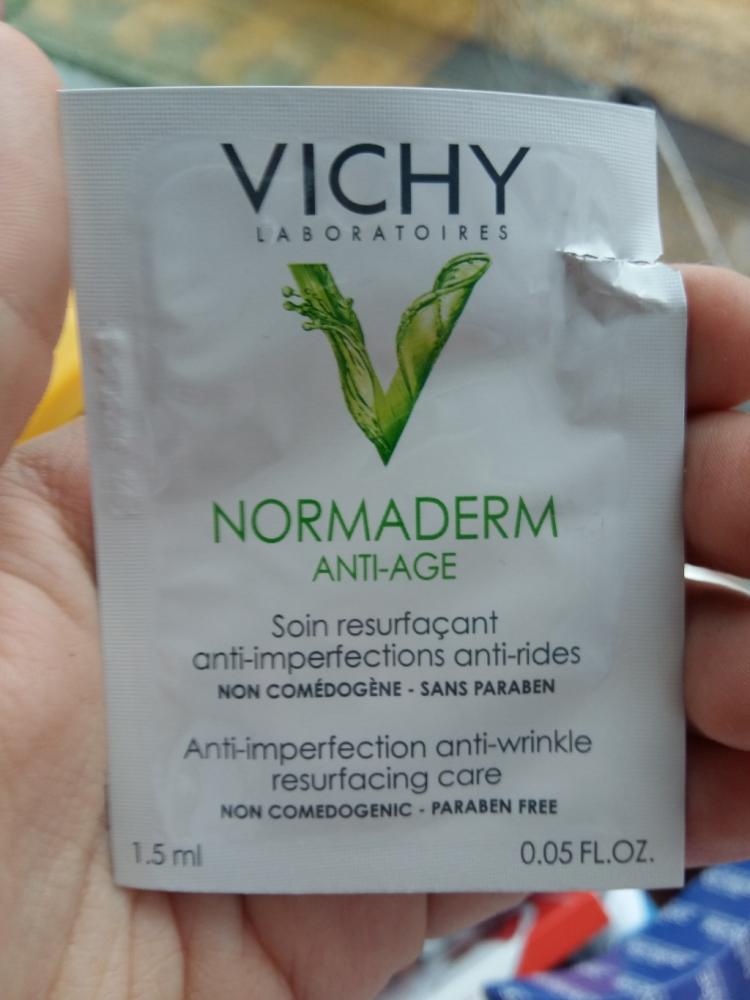 VICHY
LABORATOIRES
NORMADERM
ANTI-AGE
Soin resurfaçant
anti-imperfections anti-rides
NON COMÉDOGÈNE - SANS PARABEN
Anti-imperfection anti-wrinkle
resurfacing care
NON COMEDOGENIC - PARABEN FREE
1.5 ml 0.05 FL.OZ.